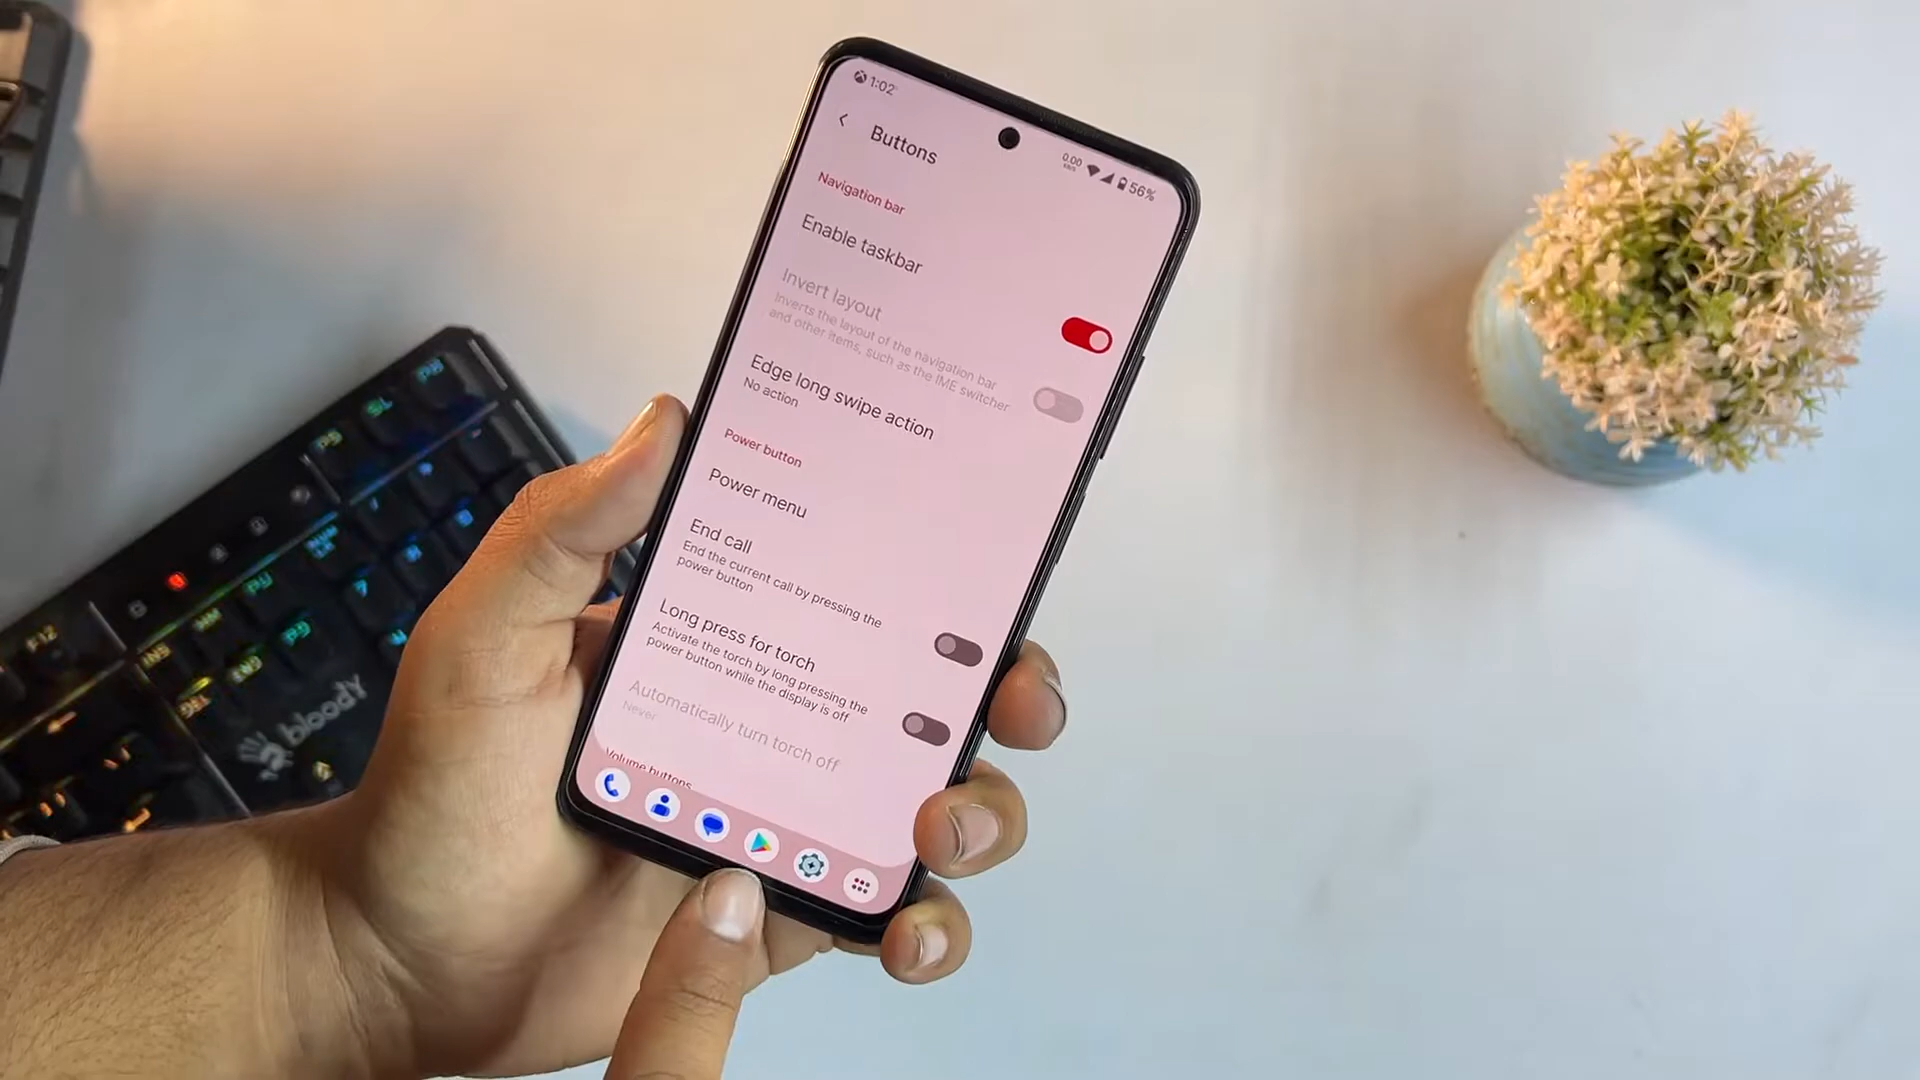 1:02
0.00
56%
Buttons
Navigation bar
Enable taskbar
Invert layout
Inverts the layout of the navigation bar
and other items, such as the IME switcher
Edge long swipe action
No action
Power button
Power menu
End call
End the current call by pressing the
power button
Long press for torch
Activate the torch by long pressing the
power button while the display is off
Automatically turn torch off
Never
Volume buttons
F12
bloody